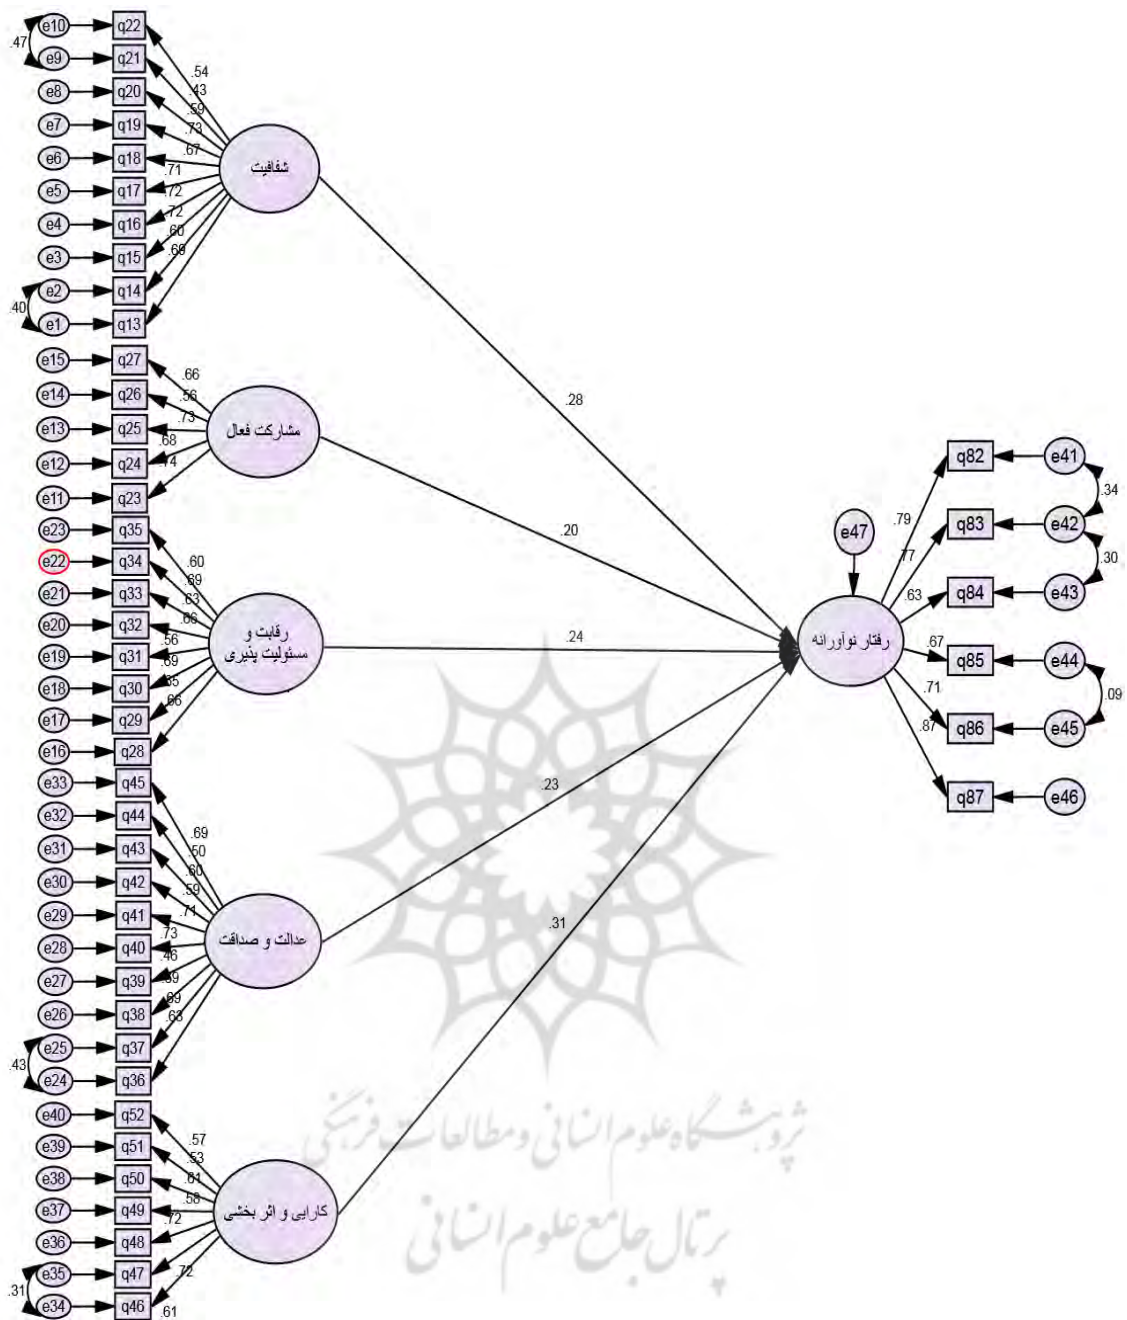 e10 q22
.47
e9 q21
e8 q20
e7 q19
e6 q18
e5 q17
e4 q16
e3 q15
e2 q14
.40
e1 q13
.54
.43
.59
.73
.67
.71
.72
.72
.60
.69
شفافیت
.28
e15 q27
e14 q26
e13 q25
e12 q24
e11 q23
.66
.56
.73
.68
.74
مشارکت فعال
.20
e23 q35
e22 q34
e21 q33
e20 q32
e19 q31
e18 q30
e17 q29
e16 q28
.60
.69
.63
.66
.56
.69
.66
رقابت و
مسئولیت پذیری
.24
e33 q45
e32 q44
e31 q43
e30 q42
e29 q41
e28 q40
e27 q39
e26 q38
e25 q37
.43
e24 q36
.69
.50
.60
.59
.71
.73
.46
.69
.63
عدالت و صداقت
.23
e40 q52
e39 q51
e38 q50
e37 q49
e36 q48
e35 q47
.31
e34 q46
.57
.53
.61
.58
.72
.72
.61
کارایی و اثر بخشی
.31
e47
رفتار نوآورانه
.79
.77
.63
.67
.71
.87
q82 e41
.34
q83 e42
.30
q84 e43
q85 e44
.09
q86 e45
q87 e46
پژوهشگاه علوم انسانی و مطالعات فرهنگی
پرتال جامع علوم انسانی